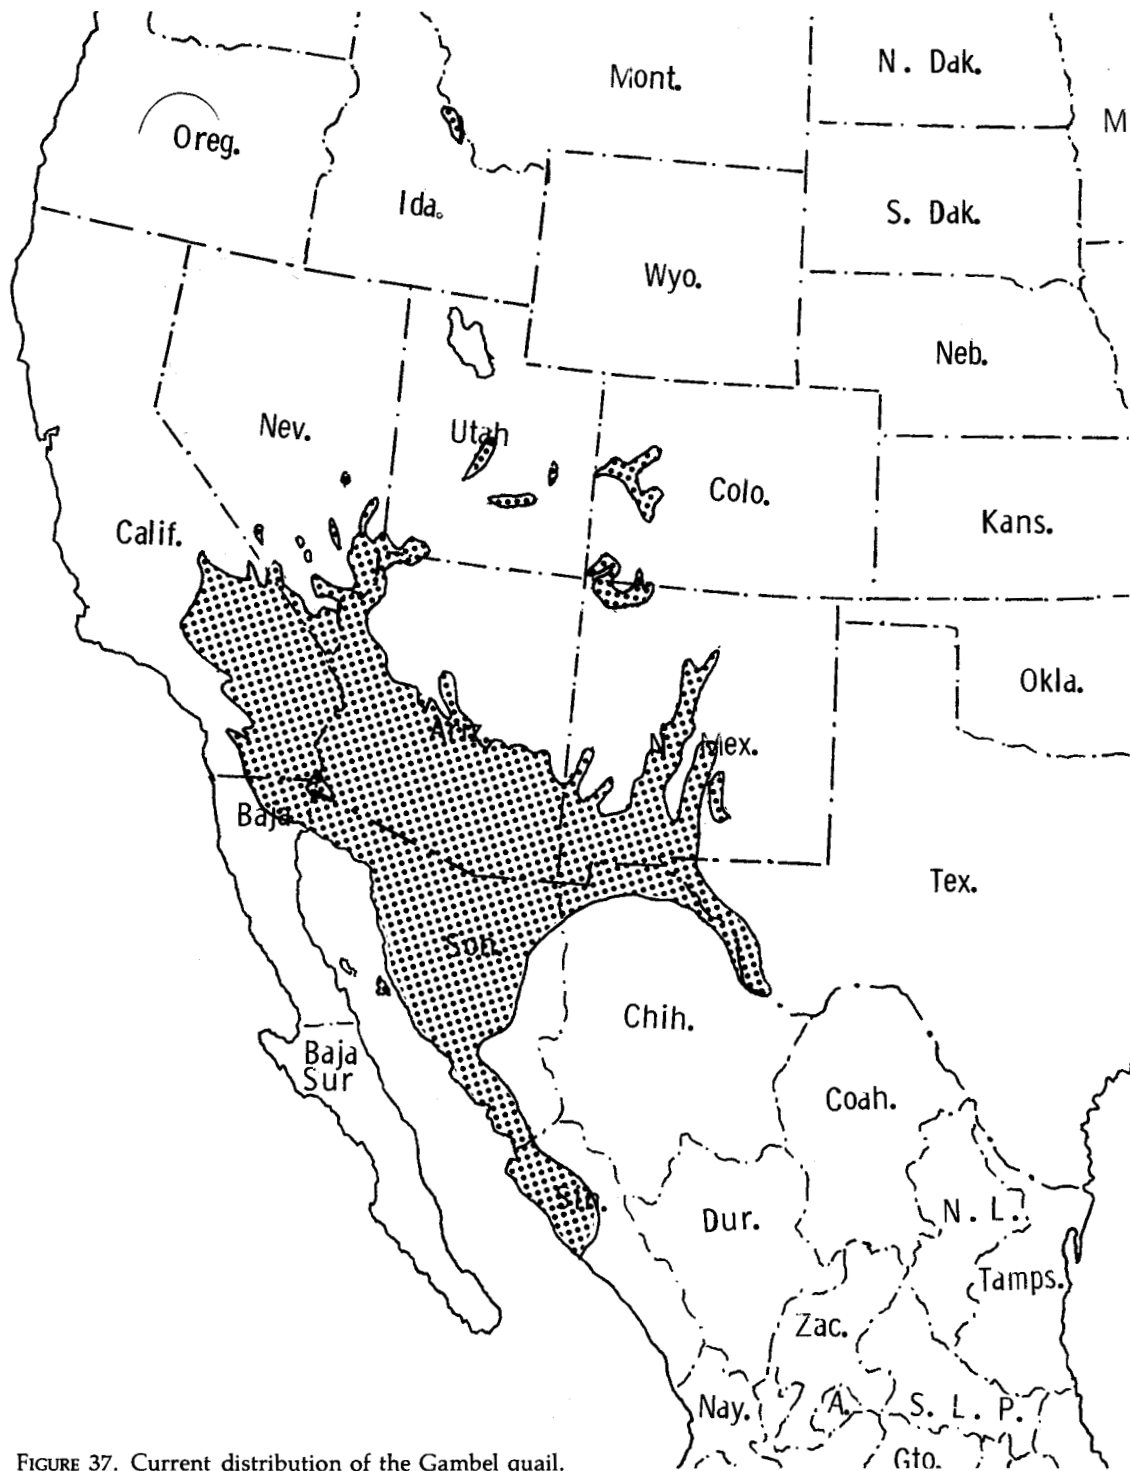 Mont.
N. Dak.
M
Oreg.
Ida.
S. Dak.
Wyo.
Neb.
Nev.
Utah
Colo.
Calif.
Kans.
Okla.
Ariz.
N. Mex.
Baja
Tex.
Son.
Chih.
Baja
Sur
Coah.
Sin.
Dur.
N. L.
Tamps.
Zac.
Nay.
A.
S. L. P.
Gto.
FIGURE 37. Current distribution of the Gambel quail.